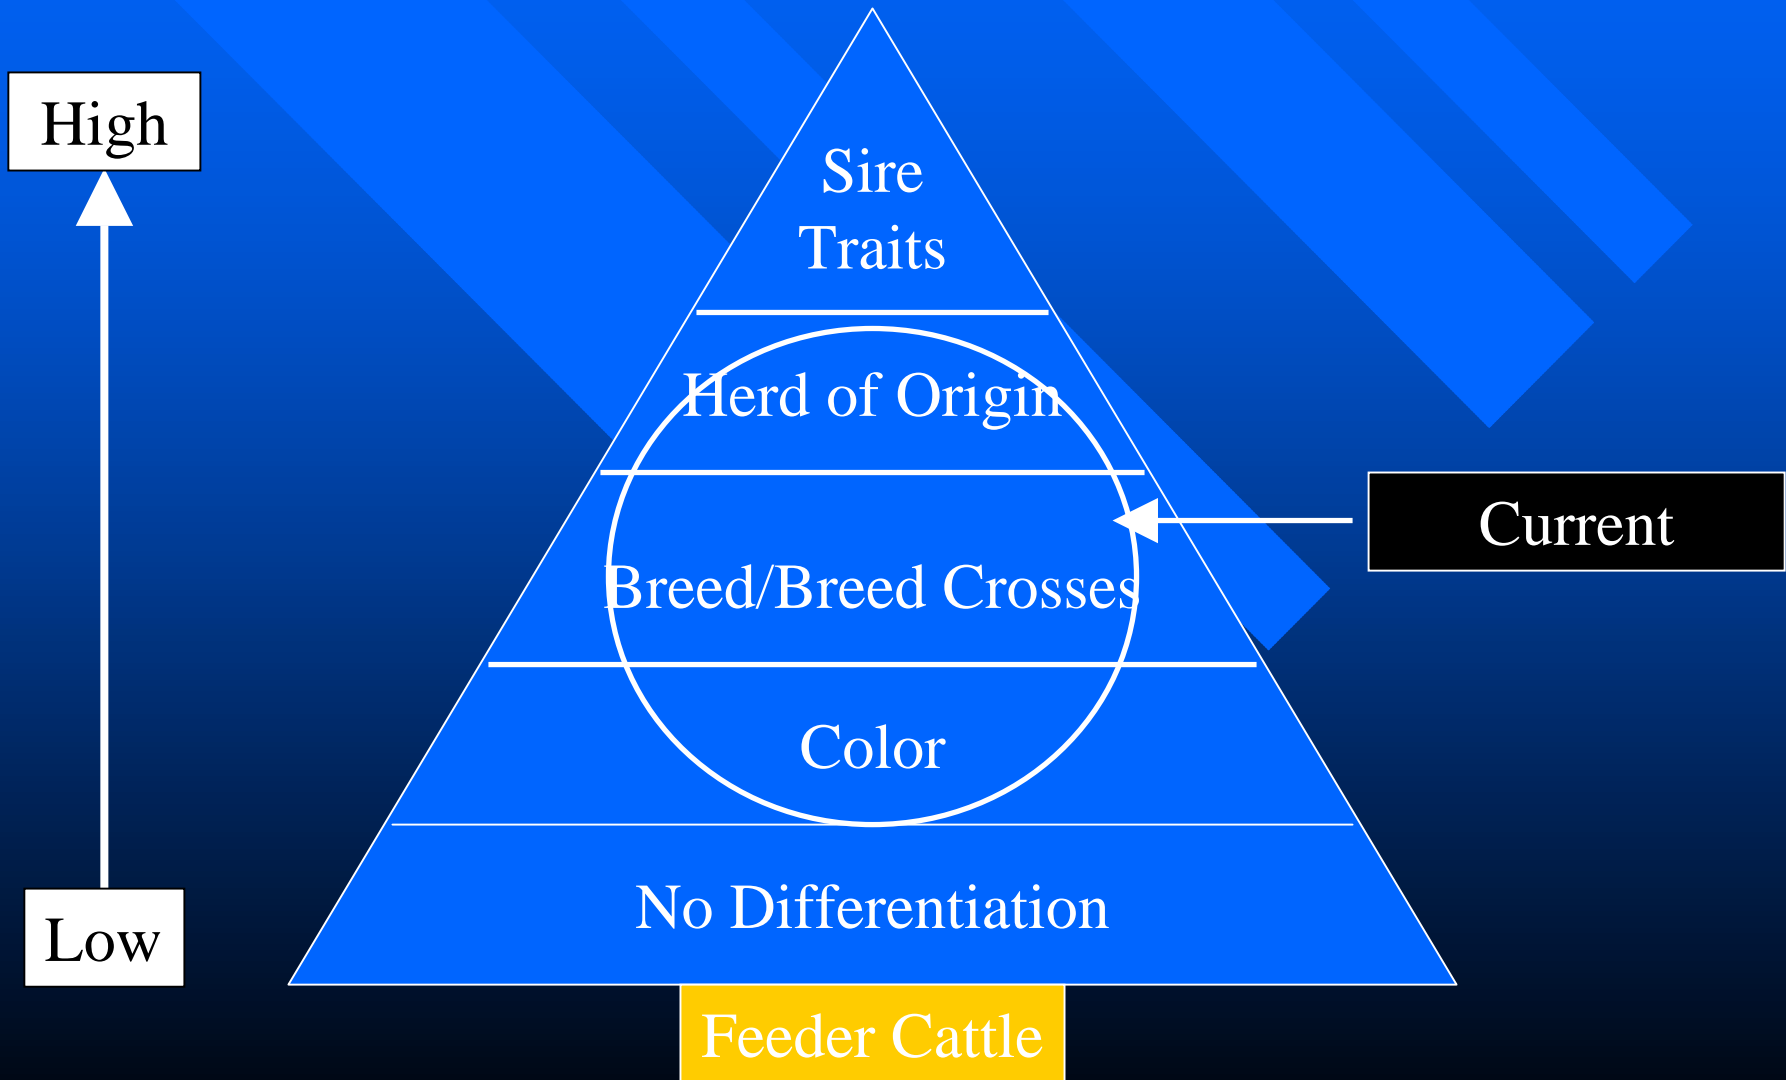 High
Sire
Traits
Herd of Origin
Current
Breed/Breed Crosses
Color
No Differentiation
Low
Feeder Cattle